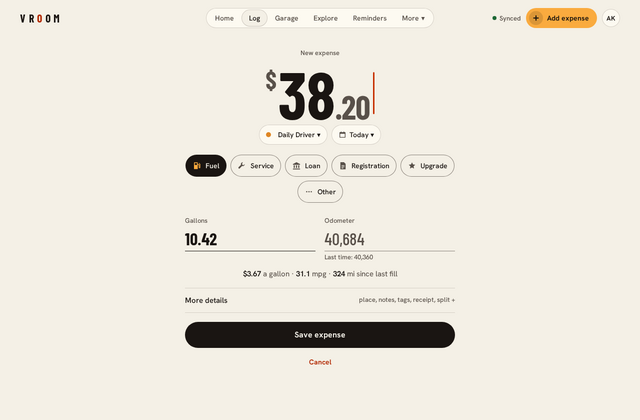 VROOM
Home Log Garage Explore Reminders More ▾
Synced
+ Add expense
AK
New expense
$38.20
Daily Driver ▾ Today ▾
Fuel Service Loan Registration Upgrade
Other
Gallons Odometer
10.42 40,684
Last time: 40,360
$3.67 a gallon · 31.1 mpg · 324 mi since last fill
More details place, notes, tags, receipt, split +
Save expense
Cancel